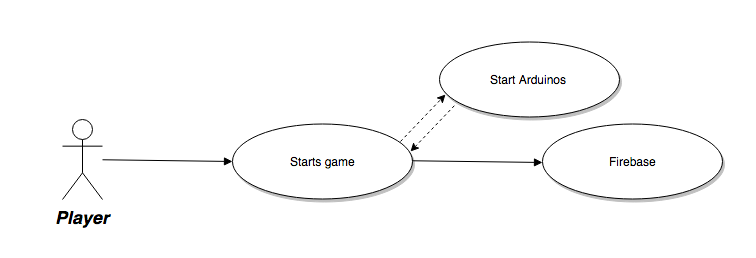 Start Arduinos
Starts game
Firebase
Player